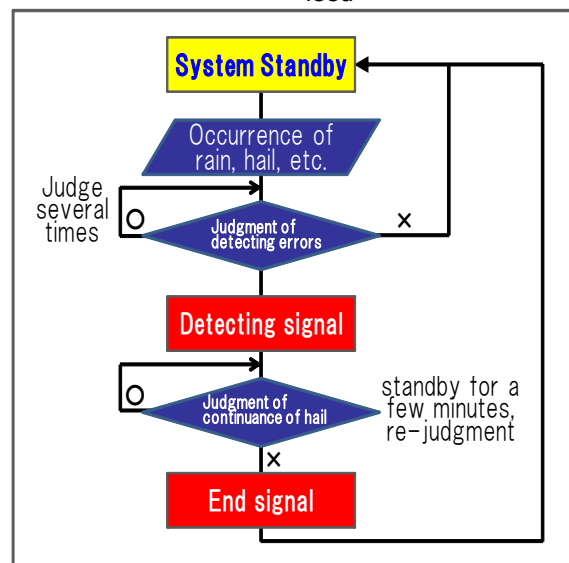 System Standby
Occurrence of
rain, hail, etc.
Judge
several
times
O
Judgment of
detecting errors
×
Detecting signal
O
Judgment of
continuance of hail
standby for a
few minutes,
re-judgment
×
End signal